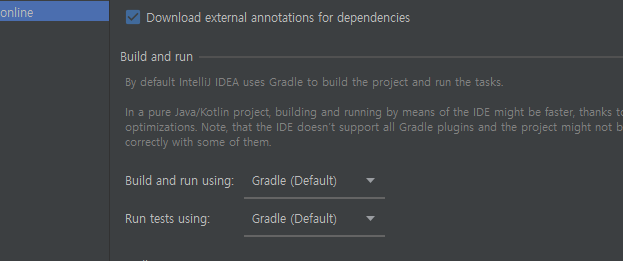 online
Download external annotations for dependencies
Build and run
By default IntelliJ IDEA uses Gradle to build the project and run the tasks.
In a pure Java/Kotlin project, building and running by means of the IDE might be faster, thanks to
optimizations. Note, that the IDE doesn't support all Gradle plugins and the project might not b
correctly with some of them.
Build and run using: Gradle (Default)
Run tests using: Gradle (Default)